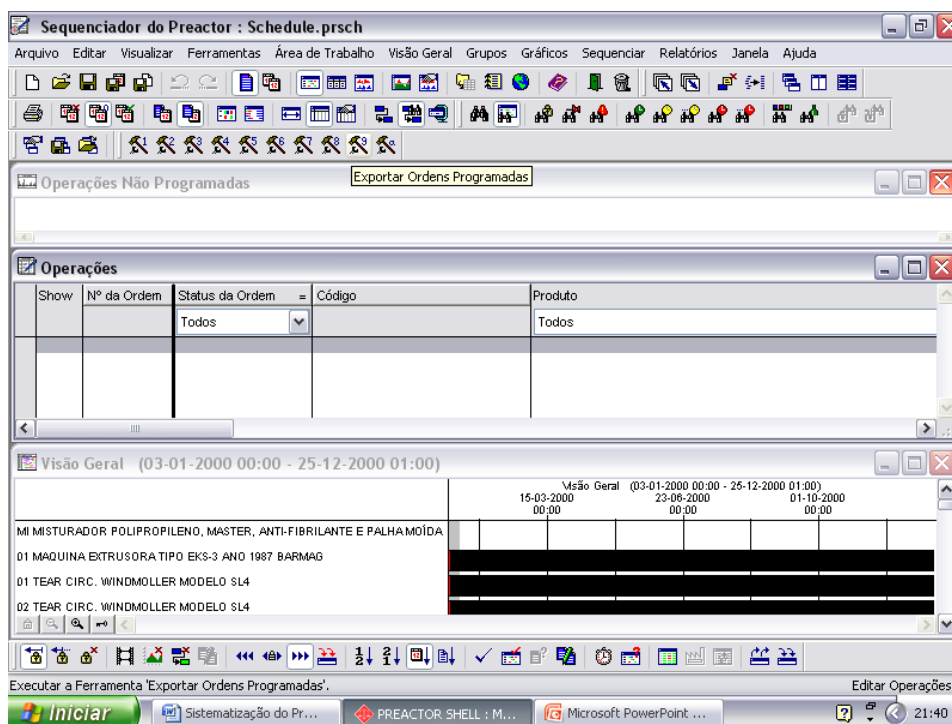 Sequenciador do Preactor : Schedule.prsch
Arquivo Editar Visualizar Ferramentas Área de Trabalho Visão Geral Grupos Gráficos Sequenciar Relatórios Janela Ajuda
Exportar Ordens Programadas
Operações Não Programadas
Operações
Show Nº da Ordem Status da Ordem = Código Produto
Todos Todos
Visão Geral (03-01-2000 00:00 - 25-12-2000 01:00)
Visão Geral (03-01-2000 00:00 - 25-12-2000 01:00)
15-03-2000 23-06-2000 01-10-2000
00:00 00:00 00:00
MI MISTURADOR POLIPROPILENO, MASTER, ANTI-FIBRILANTE E PALHA MOÍDA
01 MAQUINA EXTRUSORA TIPO EKS-3 ANO 1987 BARMAG
01 TEAR CIRC. WINDMOLLER MODELO SL4
02 TEAR CIRC. WINDMOLLER MODELO SL4
Executar a Ferramenta 'Exportar Ordens Programadas'. Editar Operações
Iniciar Sistematização do Pr... PREACTOR SHELL : M... Microsoft PowerPoint ... 21:40